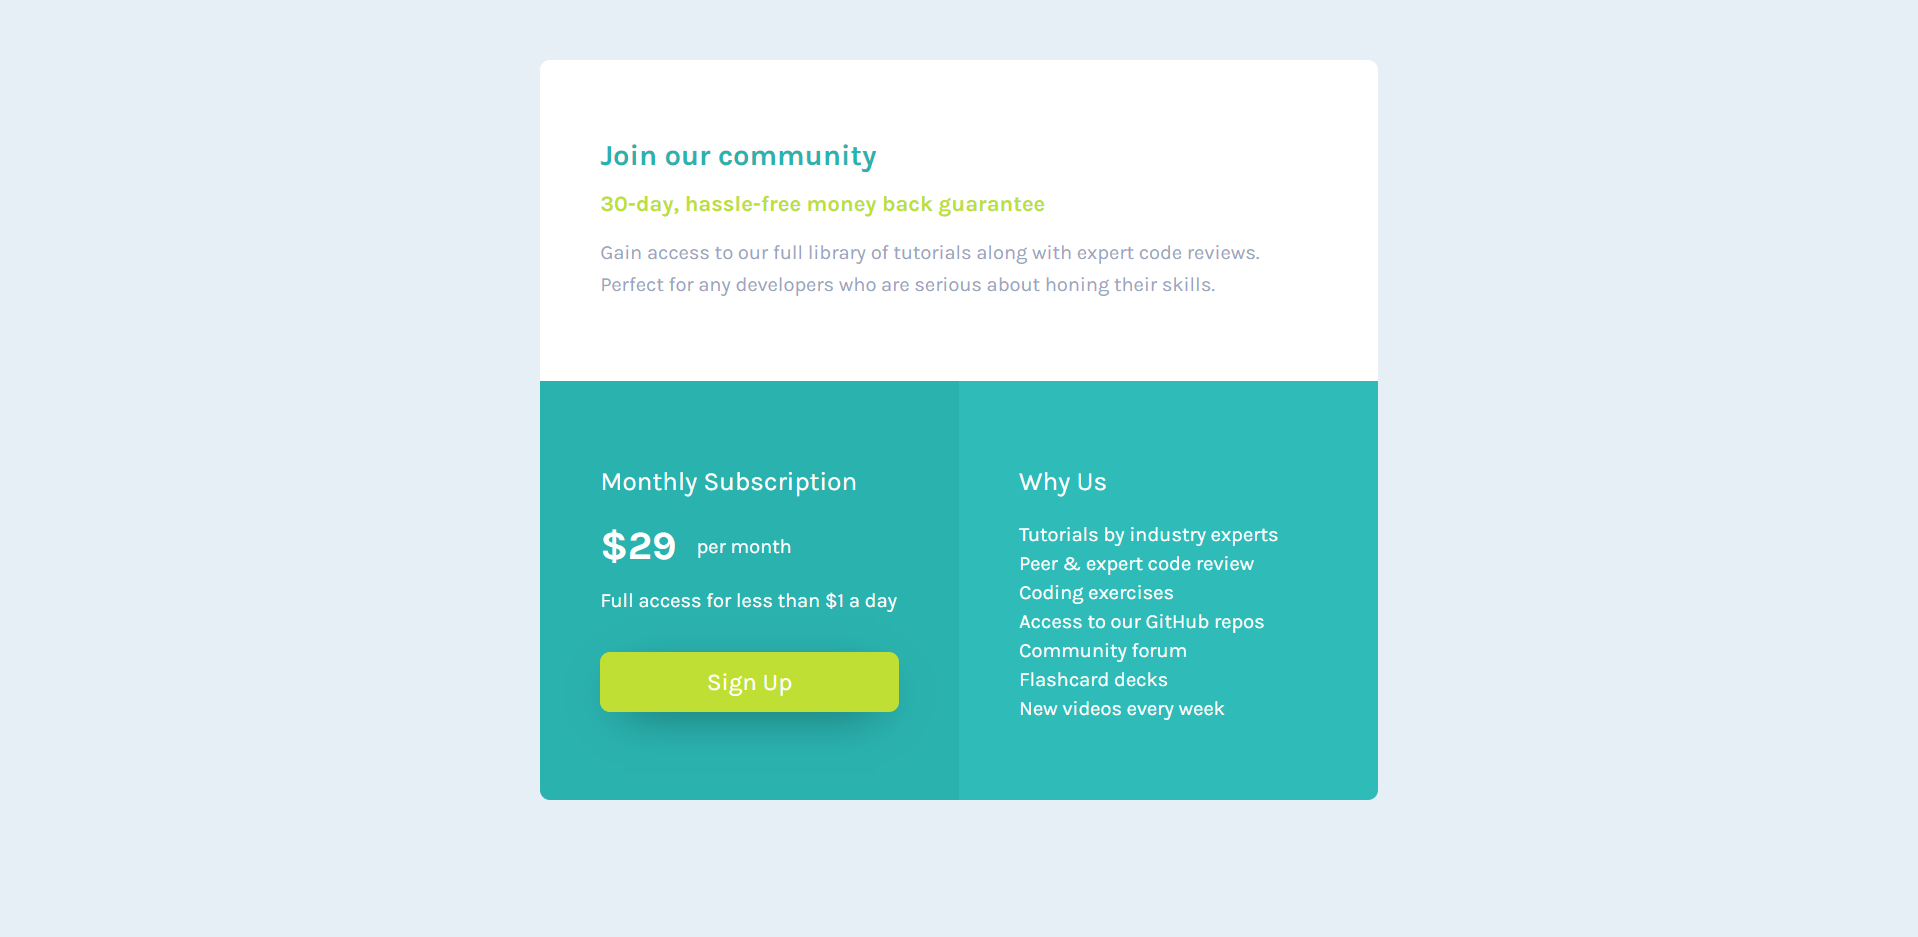 Join our community
30-day, hassle-free money back guarantee
Gain access to our full library of tutorials along with expert code reviews.
Perfect for any developers who are serious about honing their skills.
Monthly Subscription
$29 per month
Full access for less than $1 a day
Sign Up
Why Us
Tutorials by industry experts
Peer & expert code review
Coding exercises
Access to our GitHub repos
Community forum
Flashcard decks
New videos every week